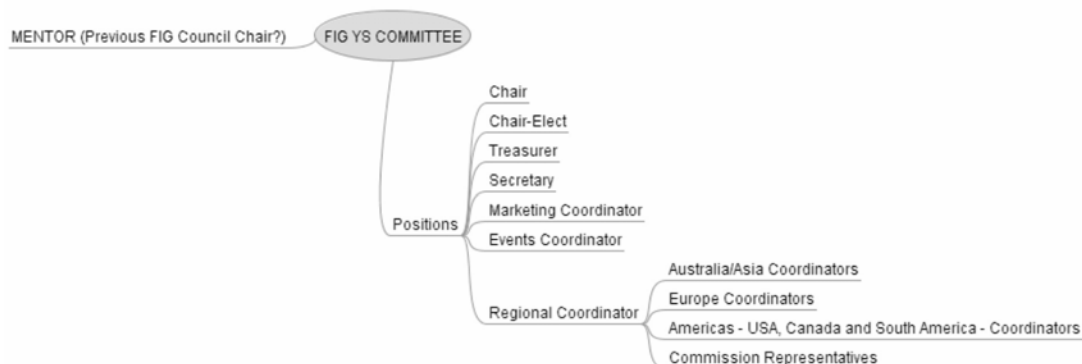 MENTOR (Previous FIG Council Chair?)
FIG YS COMMITTEE
Chair
Chair-Elect
Treasurer
Secretary
Marketing Coordinator
Positions
Events Coordinator
Regional Coordinator
Australia/Asia Coordinators
Europe Coordinators
Americas - USA, Canada and South America - Coordinators
Commission Representatives